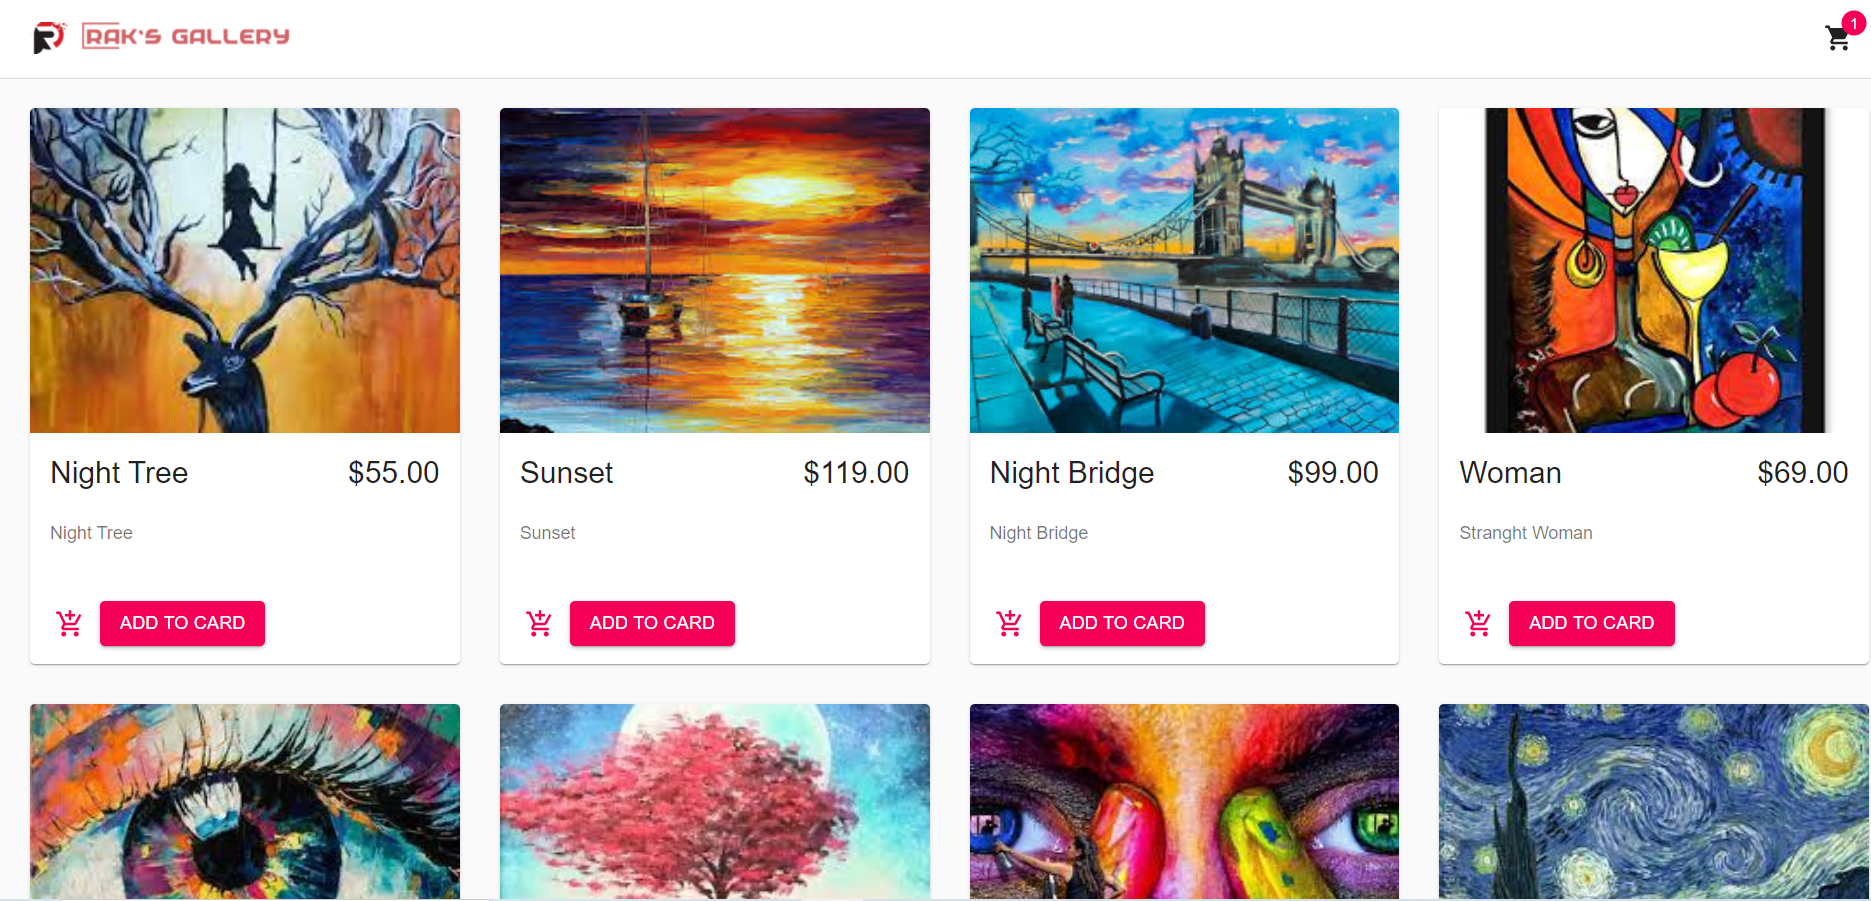 RAK'S GALLERY
1
Night Tree $55.00
Night Tree
ADD TO CARD
Sunset $119.00
Sunset
ADD TO CARD
Night Bridge $99.00
Night Bridge
ADD TO CARD
Woman $69.00
Stranght Woman
ADD TO CARD